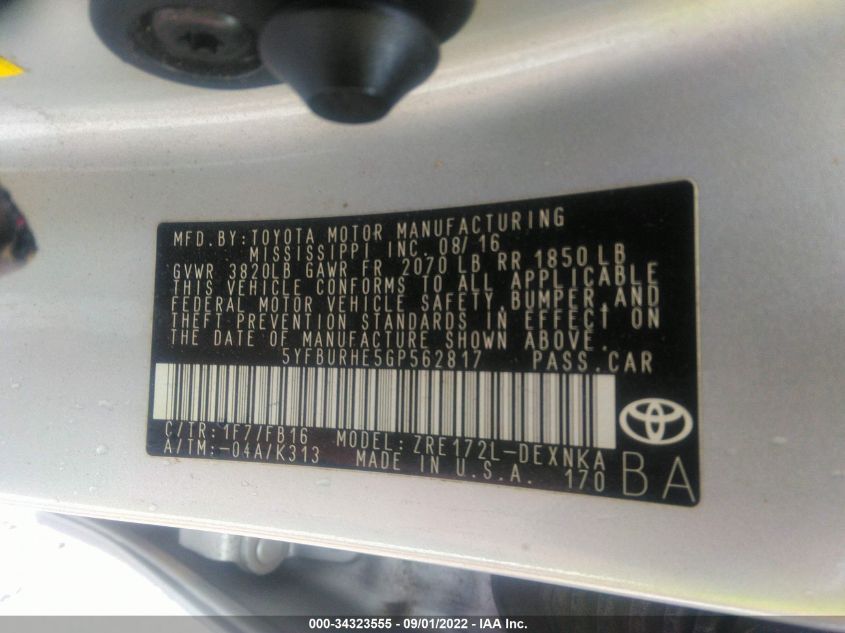 MFD.BY:TOYOTA MOTOR MANUFACTURING
MISSISSIPPI INC. 08/16
GVWR 3820LB GAWR FR 2070 LB RR 1850 LB
THIS VEHICLE CONFORMS TO ALL APPLICABLE
FEDERAL MOTOR VEHICLE SAFETY,BUMPER,AND
THEFT PREVENTION STANDARDS IN EFFECT ON
THE DATE OF MANUFACTURE SHOWN ABOVE.
5YFBURHE5GP562817 PASS.CAR
C/TR:1F7/FB16 MODEL:ZRE172L-DEXNKA
A/TM:-04A/K313 MADE IN U.S.A. 170
BA
000-34323555 - 09/01/2022 - IAA Inc.